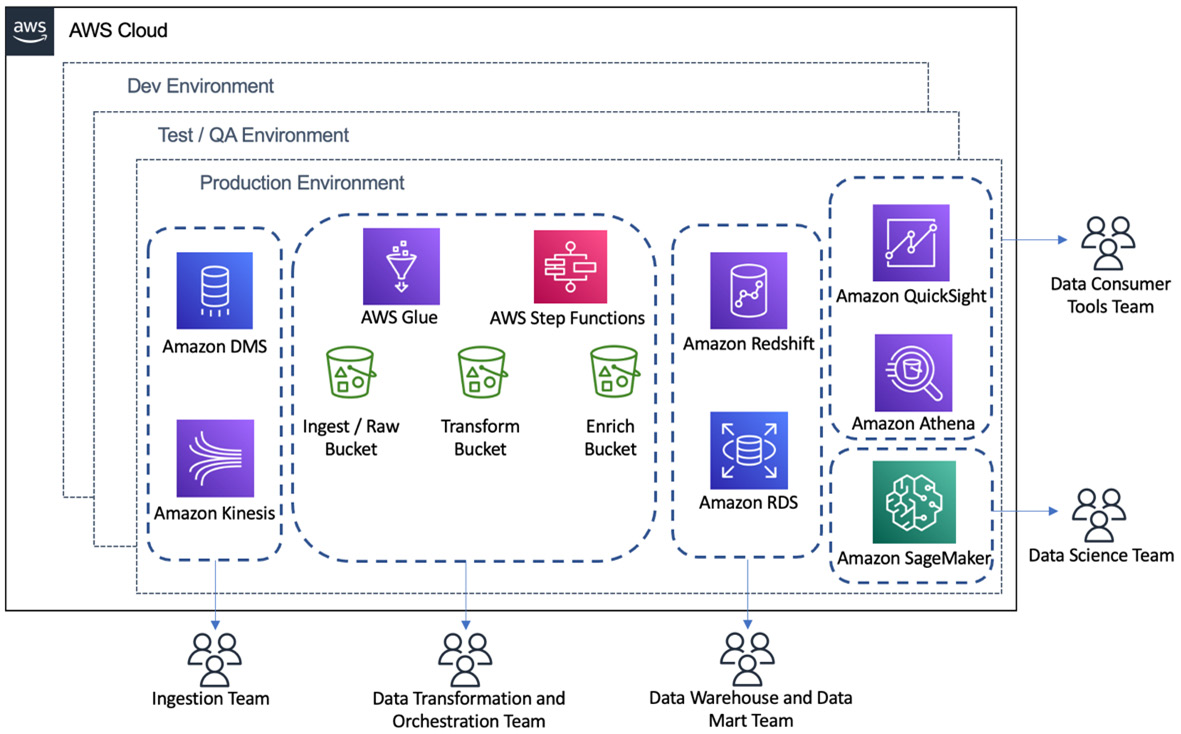 aws
AWS Cloud
Dev Environment
Test / QA Environment
Production Environment
Amazon DMS
Amazon Kinesis
AWS Glue
AWS Step Functions
Ingest / Raw
Bucket
Transform
Bucket
Enrich
Bucket
Amazon Redshift
Amazon RDS
Amazon QuickSight
Amazon Athena
Amazon SageMaker
Data Consumer
Tools Team
Data Science Team
Ingestion Team
Data Transformation and
Orchestration Team
Data Warehouse and Data
Mart Team